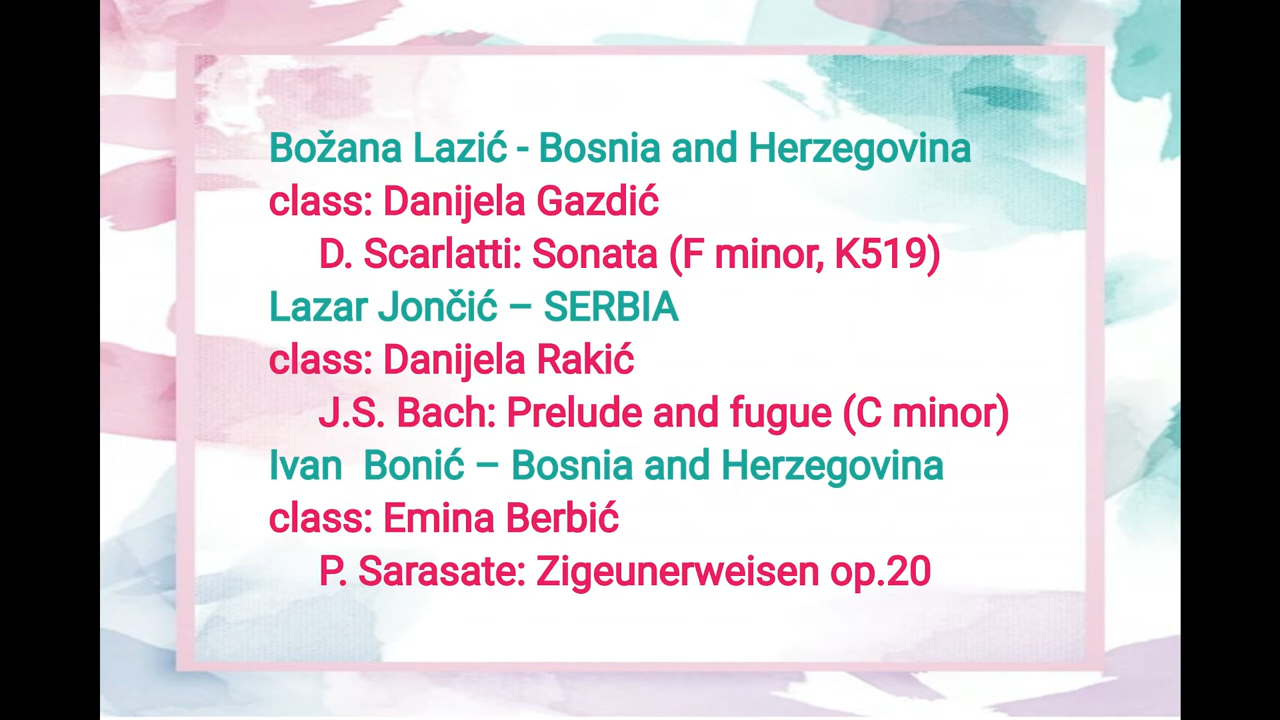 Božana Lazić - Bosnia and Herzegovina
class: Danijela Gazdić
D. Scarlatti: Sonata (F minor, K519)
Lazar Jončić – SERBIA
class: Danijela Rakić
J.S. Bach: Prelude and fugue (C minor)
Ivan  Bonić – Bosnia and Herzegovina
class: Emina Berbić
P. Sarasate: Zigeunerweisen op.20